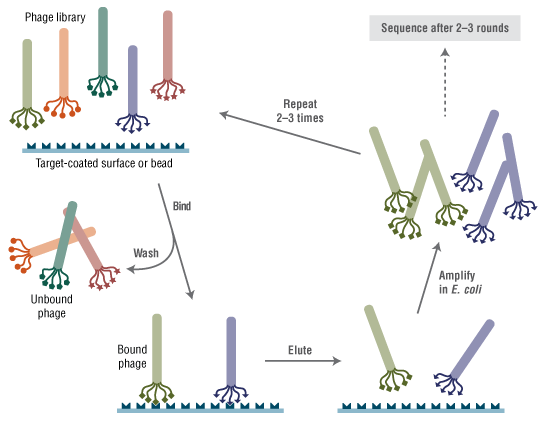 Phage library
Sequence after 2–3 rounds
Repeat
2–3 times
Target-coated surface or bead
Bind
Wash
Unbound
phage
Amplify
in E. coli
Bound
phage
Elute